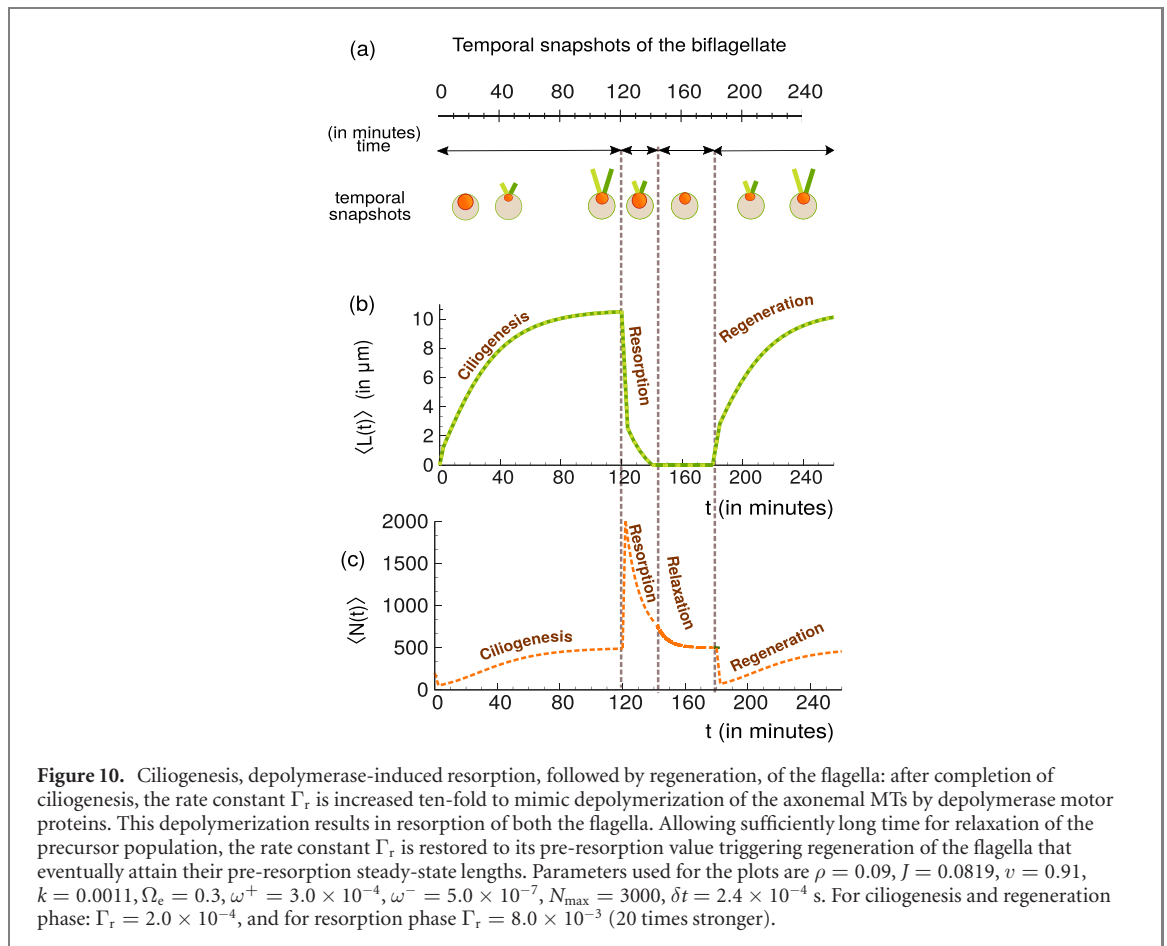 (a) Temporal snapshots of the biflagellate
0 40 80 120 160 200 240
(in minutes)
time
temporal
snapshots
(b)
⟨L(t)⟩ (in μm)
10
8
6
4
2
0
Ciliogenesis
Resorption
Regeneration
0 40 80 120 160 200 240
t (in minutes)
(c)
⟨N(t)⟩
2000
1500
1000
500
0
Ciliogenesis
Resorption
Relaxation
Regeneration
0 40 80 120 160 200 240
t (in minutes)
Figure 10. Ciliogenesis, depolymerase-induced resorption, followed by regeneration, of the flagella: after completion of
ciliogenesis, the rate constant Γr is increased ten-fold to mimic depolymerization of the axonemal MTs by depolymerase motor
proteins. This depolymerization results in resorption of both the flagella. Allowing sufficiently long time for relaxation of the
precursor population, the rate constant Γr is restored to its pre-resorption value triggering regeneration of the flagella that
eventually attain their pre-resorption steady-state lengths. Parameters used for the plots are ρ = 0.09, J = 0.0819, v = 0.91,
k = 0.0011, Ωe = 0.3, ω⁺ = 3.0 × 10⁻⁴, ω⁻ = 5.0 × 10⁻⁷, Nmax = 3000, δt = 2.4 × 10⁻⁴ s. For ciliogenesis and regeneration
phase: Γr = 2.0 × 10⁻⁴, and for resorption phase Γr = 8.0 × 10⁻³ (20 times stronger).